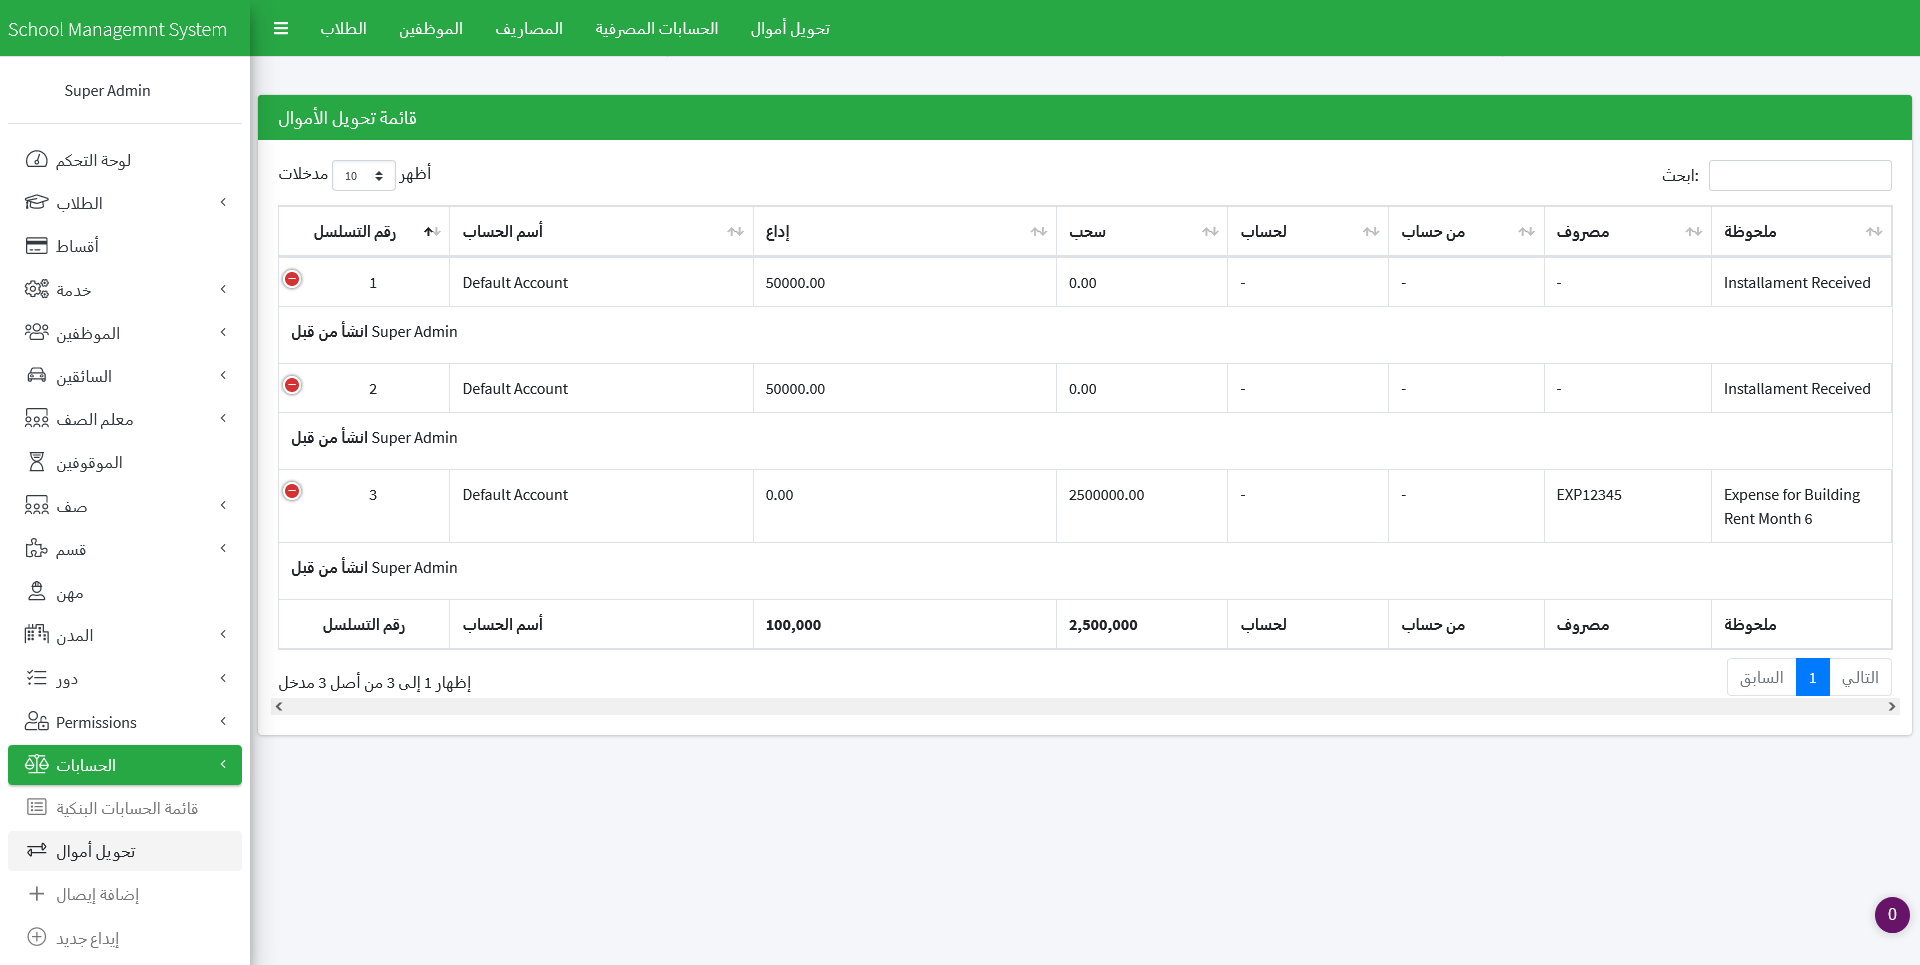 School Managemnt System
الطلاب
الموظفين
المصاريف
الحسابات المصرفية
تحويل أموال
Super Admin
لوحة التحكم
الطلاب
أقساط
خدمة
الموظفين
السائقين
معلم الصف
الموقوفين
صف
قسم
مهن
المدن
دور
Permissions
الحسابات
قائمة الحسابات البنكية
تحويل أموال
إضافة إيصال
إيداع جديد
قائمة تحويل الأموال
أظهر 10 مدخلات
ابحث:
رقم التسلسل أسم الحساب إداع سحب لحساب من حساب مصروف ملحوظة
1 Default Account 50000.00 0.00 - - - Installament Received
انشأ من قبل Super Admin
2 Default Account 50000.00 0.00 - - - Installament Received
انشأ من قبل Super Admin
3 Default Account 0.00 2500000.00 - - EXP12345 Expense for Building
Rent Month 6
انشأ من قبل Super Admin
رقم التسلسل أسم الحساب 100,000 2,500,000 لحساب من حساب مصروف ملحوظة
إظهار 1 إلى 3 من أصل 3 مدخل
السابق 1 التالي
0